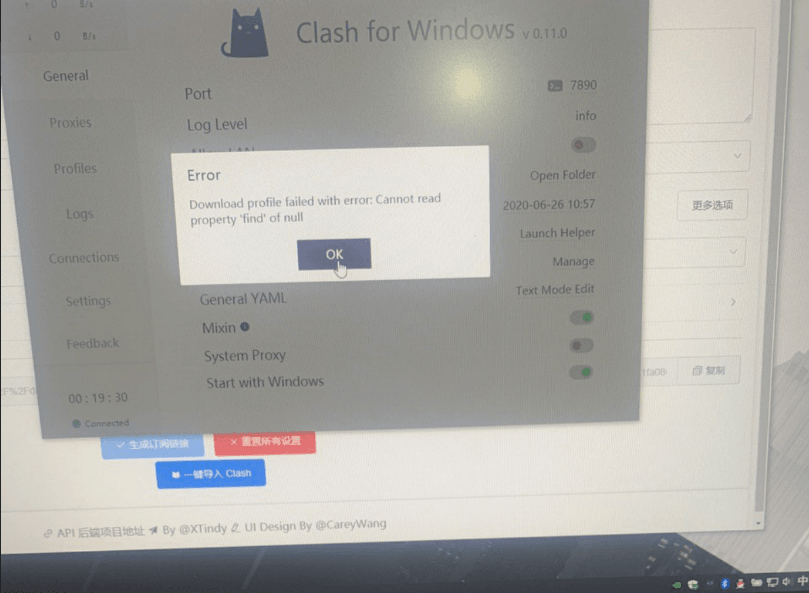 ↑ 0 B/s
↓ 0 B/s
Clash for Windows v 0.11.0
General
Proxies
Profiles
Logs
Connections
Settings
Feedback
00 : 19 : 30
Connected
Port 7890
Log Level info
Error
Download profile failed with error: Cannot read
property 'find' of null
OK
Open Folder
2020-06-26 10:57
Launch Helper
Manage
Text Mode Edit
General YAML
Mixin
System Proxy
Start with Windows
更多选项
复制
生成订阅链接
重置所有设置
一键导入 Clash
API 后端项目地址 By @XTindy UI Design By @CareyWang
中